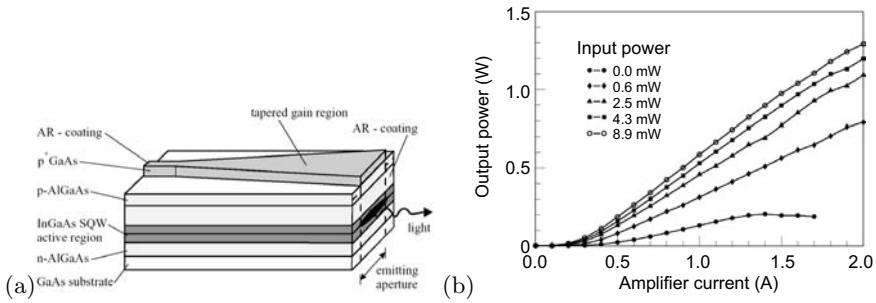 (a)
tapered gain region
AR - coating
AR - coating
p⁺GaAs
p-AlGaAs
InGaAs SQW
active region
n-AlGaAs
GaAs substrate
light
emitting
aperture
(b)
Output power (W)
1.5
1.0
0.5
0
Input power
0.0 mW
0.6 mW
2.5 mW
4.3 mW
8.9 mW
0.0
0.5
1.0
1.5
2.0
Amplifier current (A)